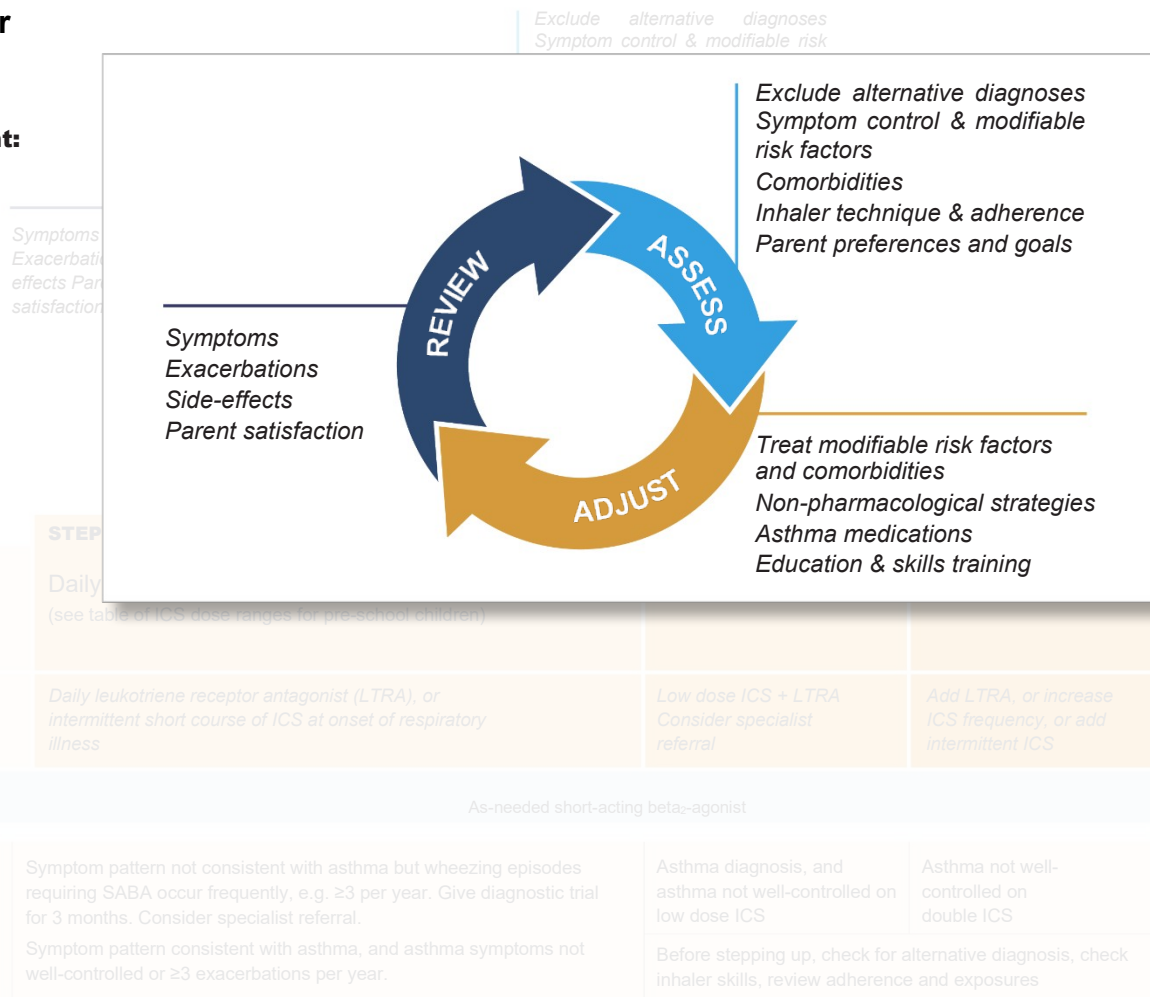 r
Exclude alternative diagnoses
Symptom control & modifiable risk
nt:
Symptoms
Exacerbati
effects Par
satisfaction
Exclude alternative diagnoses
Symptom control & modifiable
risk factors
Comorbidities
Inhaler technique & adherence
Parent preferences and goals
REVIEW
ASSESS
ADJUST
Symptoms
Exacerbations
Side-effects
Parent satisfaction
Treat modifiable risk factors
and comorbidities
Non-pharmacological strategies
Asthma medications
Education & skills training
STEP
Daily
(see table of ICS dose ranges for pre-school children)
Daily leukotriene receptor antagonist (LTRA), or
intermittent short course of ICS at onset of respiratory
illness
Low dose ICS + LTRA
Consider specialist
referral
Add LTRA, or increase
ICS frequency, or add
intermittent ICS
As-needed short-acting beta₂-agonist
Symptom pattern not consistent with asthma but wheezing episodes
requiring SABA occur frequently, e.g. ≥3 per year. Give diagnostic trial
for 3 months. Consider specialist referral.
Symptom pattern consistent with asthma, and asthma symptoms not
well-controlled or ≥3 exacerbations per year.
Asthma diagnosis, and
asthma not well-controlled on
low dose ICS
Asthma not well-
controlled on
double ICS
Before stepping up, check for alternative diagnosis, check
inhaler skills, review adherence and exposures